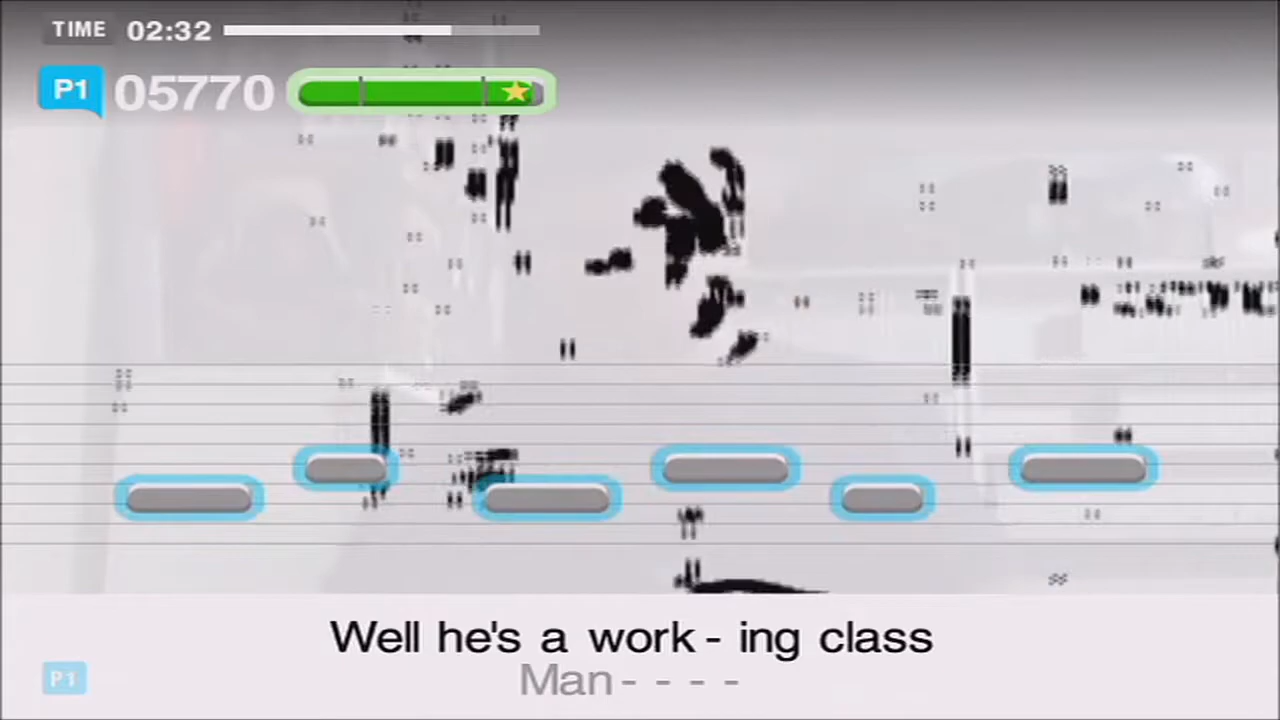 TIME 02:32
P1 05770
Well he's a work - ing class
Man - - - -
P1